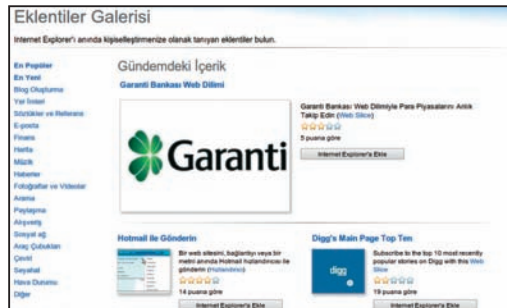 Eklentiler Galerisi
Internet Explorer'ı anında kişiselleştirmenize olanak tanıyan eklentiler bulun.
En Popüler
En Yeni
Blog Oluşturma
Yer İmleri
Sözlükler ve Referans
E-posta
Finans
Harita
Müzik
Haberler
Fotoğraflar ve Videolar
Arama
Paylaşma
Alışveriş
Sosyal ağ
Araç Çubukları
Çeviri
Seyahat
Hava Durumu
Diğer
Gündemdeki İçerik
Garanti Bankası Web Dilimi
Garanti
Garanti Bankası Web Dilimiyle Para Piyasalarını Anlık
Takip Edin (Web Slice)
5 puana göre
Internet Explorer'a Ekle
Hotmail ile Gönderin
Bir web sitesini, bağlantıyı veya bir
metni anında Hotmail hızlandırıcısı ile
gönderin (Hızlandırıcı)
14 puana göre
Internet Explorer'a Ekle
Digg's Main Page Top Ten
digg
Subscribe to the top 10 most recently
popular stories on Digg with this Web
Slice
19 puana göre
Internet Explorer'a Ekle